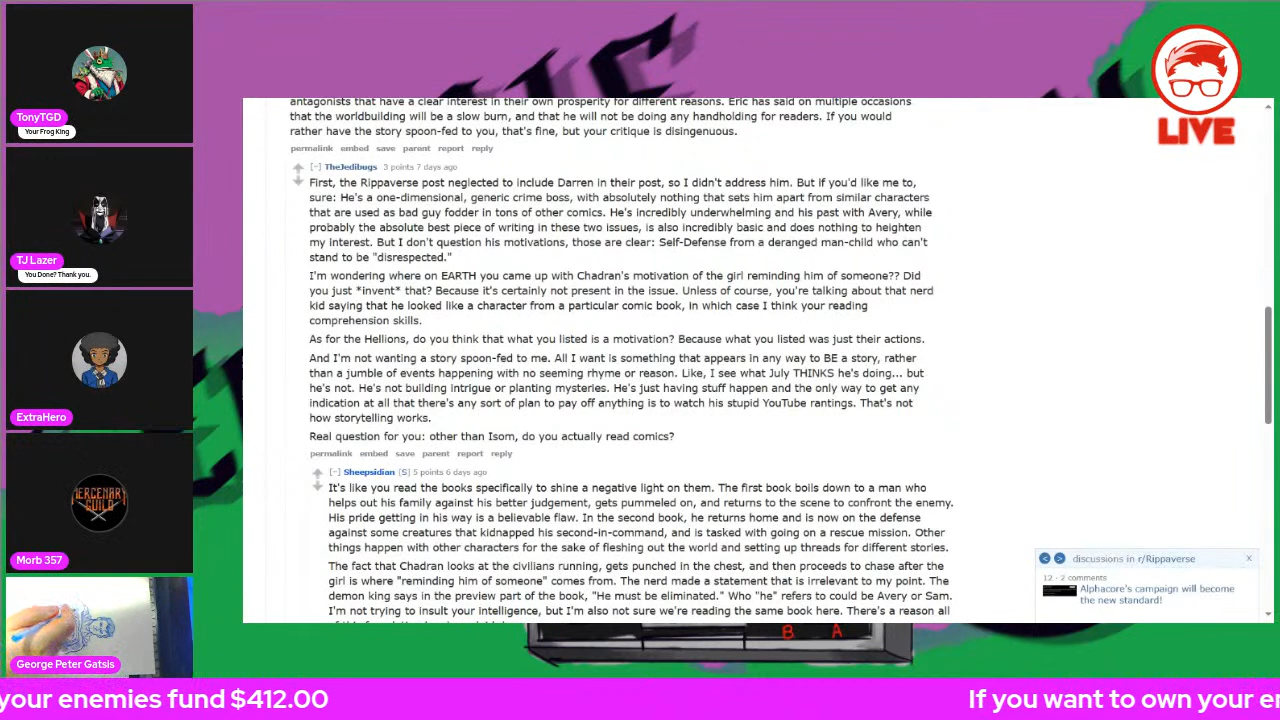 TonyTGD
Your Frog King
TJ Lazer
You Done? Thank you.
ExtraHero
MERCENARY
GUILD
Morb 357
George Peter Gatsis
LIVE
antagonists that have a clear interest in their own prosperity for different reasons. Eric has said on multiple occasions
that the worldbuilding will be a slow burn, and that he will not be doing any handholding for readers. If you would
rather have the story spoon-fed to you, that's fine, but your critique is disingenuous.
permalink embed save parent report reply
[-] TheJedibugs 3 points 7 days ago
First, the Rippaverse post neglected to include Darren in their post, so I didn't address him. But if you'd like me to,
sure: He's a one-dimensional, generic crime boss, with absolutely nothing that sets him apart from similar characters
that are used as bad guy fodder in tons of other comics. He's incredibly underwhelming and his past with Avery, while
probably the absolute best piece of writing in these two issues, is also incredibly basic and does nothing to heighten
my interest. But I don't question his motivations, those are clear: Self-Defense from a deranged man-child who can't
stand to be "disrespected."
I'm wondering where on EARTH you came up with Chadran's motivation of the girl reminding him of someone?? Did
you just *invent* that? Because it's certainly not present in the issue. Unless of course, you're talking about that nerd
kid saying that he looked like a character from a particular comic book, in which case I think your reading
comprehension skills.
As for the Hellions, do you think that what you listed is a motivation? Because what you listed was just their actions.
And I'm not wanting a story spoon-fed to me. All I want is something that appears in any way to BE a story, rather
than a jumble of events happening with no seeming rhyme or reason. Like, I see what July THINKS he's doing... but
he's not. He's not building intrigue or planting mysteries. He's just having stuff happen and the only way to get any
indication at all that there's any sort of plan to pay off anything is to watch his stupid YouTube rantings. That's not
how storytelling works.
Real question for you: other than Isom, do you actually read comics?
permalink embed save parent report reply
[-] Sheepsidian [S] 5 points 6 days ago
It's like you read the books specifically to shine a negative light on them. The first book boils down to a man who
helps out his family against his better judgement, gets pummeled on, and returns to the scene to confront the enemy.
His pride getting in his way is a believable flaw. In the second book, he returns home and is now on the defense
against some creatures that kidnapped his second-in-command, and is tasked with going on a rescue mission. Other
things happen with other characters for the sake of fleshing out the world and setting up threads for different stories.
The fact that Chadran looks at the civilians running, gets punched in the chest, and then proceeds to chase after the
girl is where "reminding him of someone" comes from. The nerd made a statement that is irrelevant to my point. The
demon king says in the preview part of the book, "He must be eliminated." Who "he" refers to could be Avery or Sam.
I'm not trying to insult your intelligence, but I'm also not sure we're reading the same book here. There's a reason all
< > discussions in r/Rippaverse X
12 · 2 comments
Alphacore's campaign will become
the new standard!
B A
your enemies fund $412.00
If you want to own your en